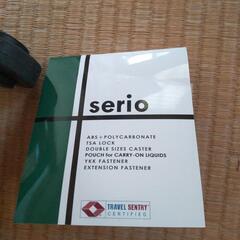 serio
ABS+POLYCARBONATE
TSA LOCK
DOUBLE SIZES CASTER
POUCH for CARRY-ON LIQUIDS
YKK FASTENER
EXTENSION FASTENER
TRAVEL SENTRY
CERTIFIED